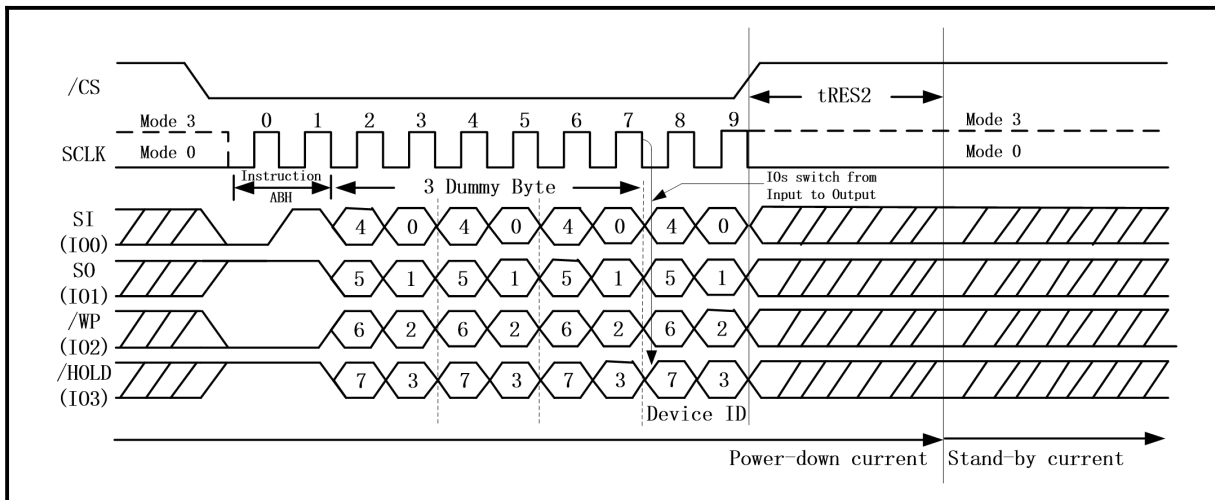 /CS
tRES2
Mode 3
0 1 2 3 4 5 6 7 8 9
Mode 3
SCLK
Mode 0
Mode 0
Instruction
ABH
3 Dummy Byte
IOs switch from
Input to Output
SI
(IO0)
4 0 4 0 4 0 4 0
SO
(IO1)
5 1 5 1 5 1 5 1
/WP
(IO2)
6 2 6 2 6 2 6 2
/HOLD
(IO3)
7 3 7 3 7 3 7 3
Device ID
Power-down current
Stand-by current